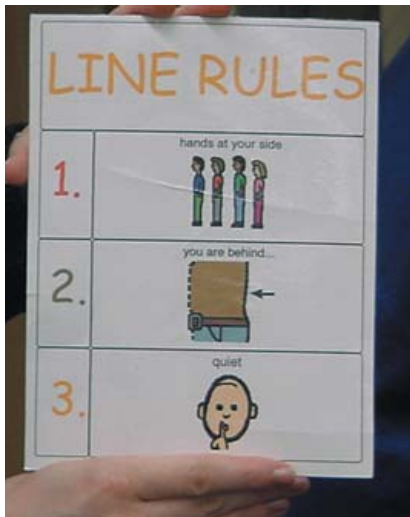 LINE RULES
1.
hands at your side
2.
you are behind...
3.
quiet